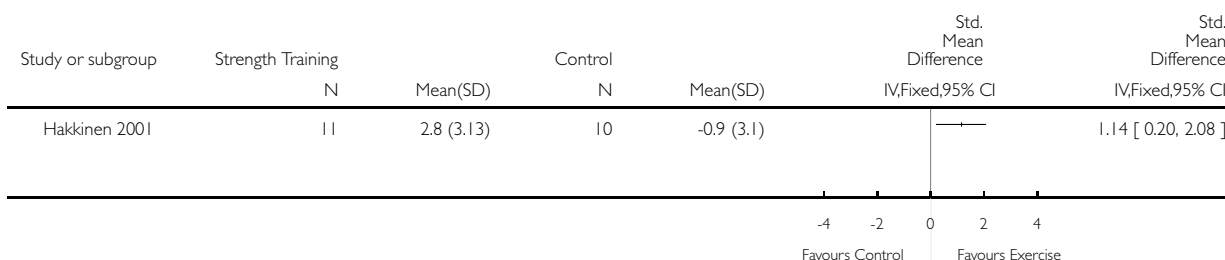 Std. Std.
Mean Mean
Study or subgroup Strength Training Control Difference Difference
N Mean(SD) N Mean(SD) IV,Fixed,95% CI IV,Fixed,95% CI
Hakkinen 2001 11 2.8 (3.13) 10 -0.9 (3.1) 1.14 [ 0.20, 2.08 ]
-4 -2 0 2 4
Favours Control Favours Exercise